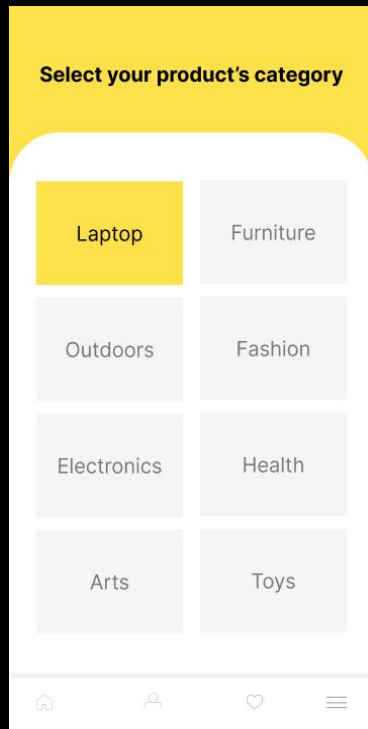 Select your product’s category
Laptop
Furniture
Outdoors
Fashion
Electronics
Health
Arts
Toys